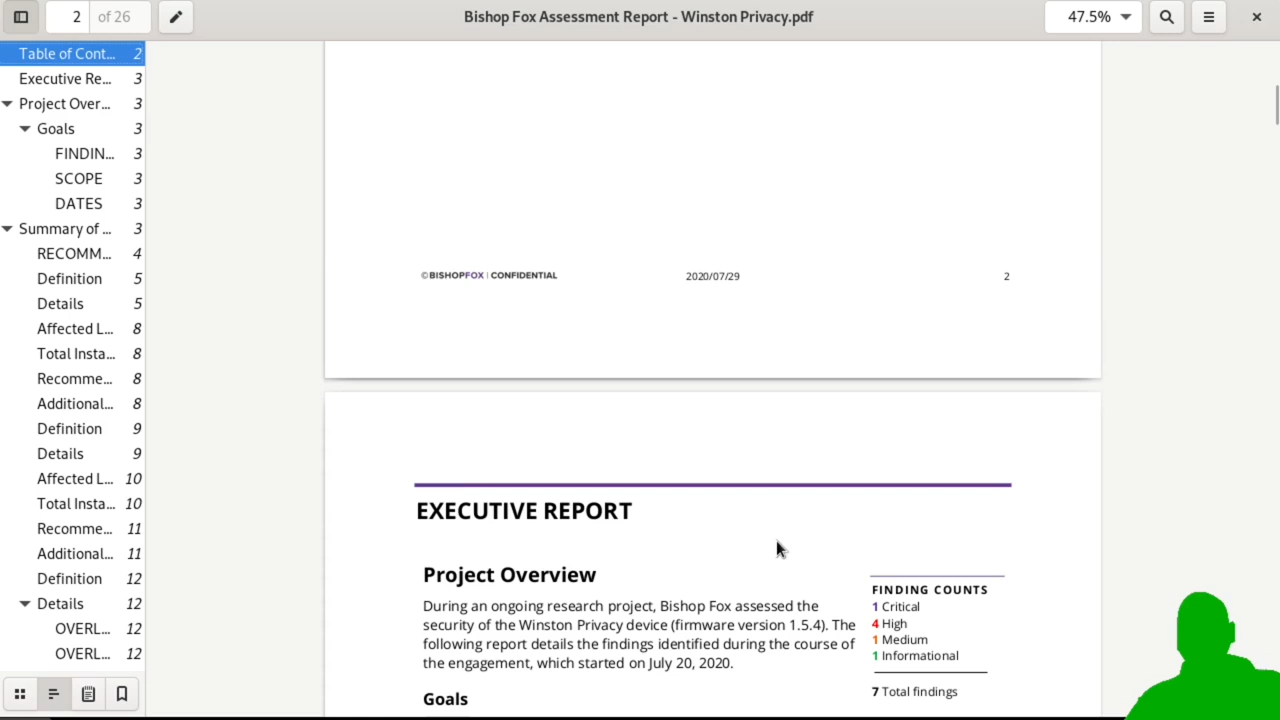 2 of 26
Bishop Fox Assessment Report - Winston Privacy.pdf
47.5%
Table of Cont... 2
Executive Re... 3
Project Over... 3
Goals 3
FINDIN... 3
SCOPE 3
DATES 3
Summary of ... 3
RECOMM... 4
Definition 5
Details 5
Affected L... 8
Total Insta... 8
Recomme... 8
Additional... 8
Definition 9
Details 9
Affected L... 10
Total Insta... 10
Recomme... 11
Additional... 11
Definition 12
Details 12
OVERL... 12
OVERL... 12
©BISHOPFOX | CONFIDENTIAL
2020/07/29
2
EXECUTIVE REPORT
Project Overview
During an ongoing research project, Bishop Fox assessed the
security of the Winston Privacy device (firmware version 1.5.4). The
following report details the findings identified during the course of
the engagement, which started on July 20, 2020.
Goals
FINDING COUNTS
1 Critical
4 High
1 Medium
1 Informational
7 Total findings